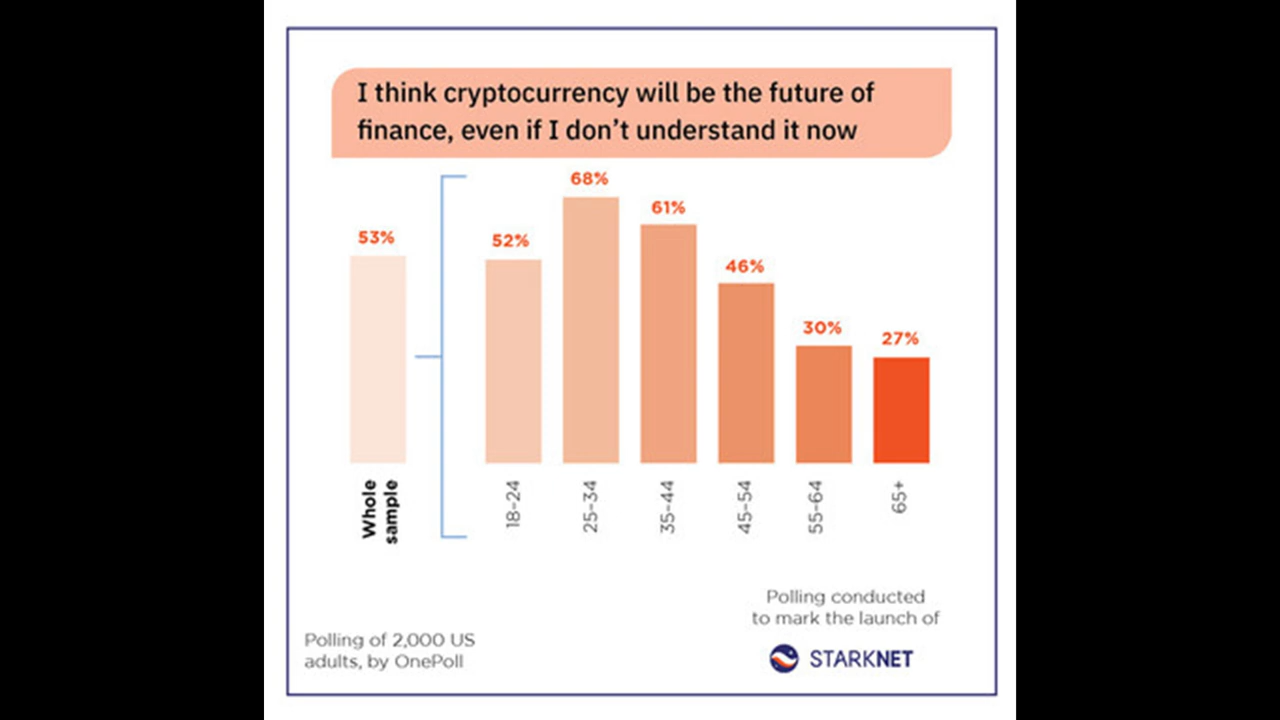 I think cryptocurrency will be the future of
finance, even if I don’t understand it now
53%
52%
68%
61%
46%
30%
27%
Whole
sample
18-24
25-34
35-44
45-54
55-64
65+
Polling of 2,000 US
adults, by OnePoll
Polling conducted
to mark the launch of
STARKNET